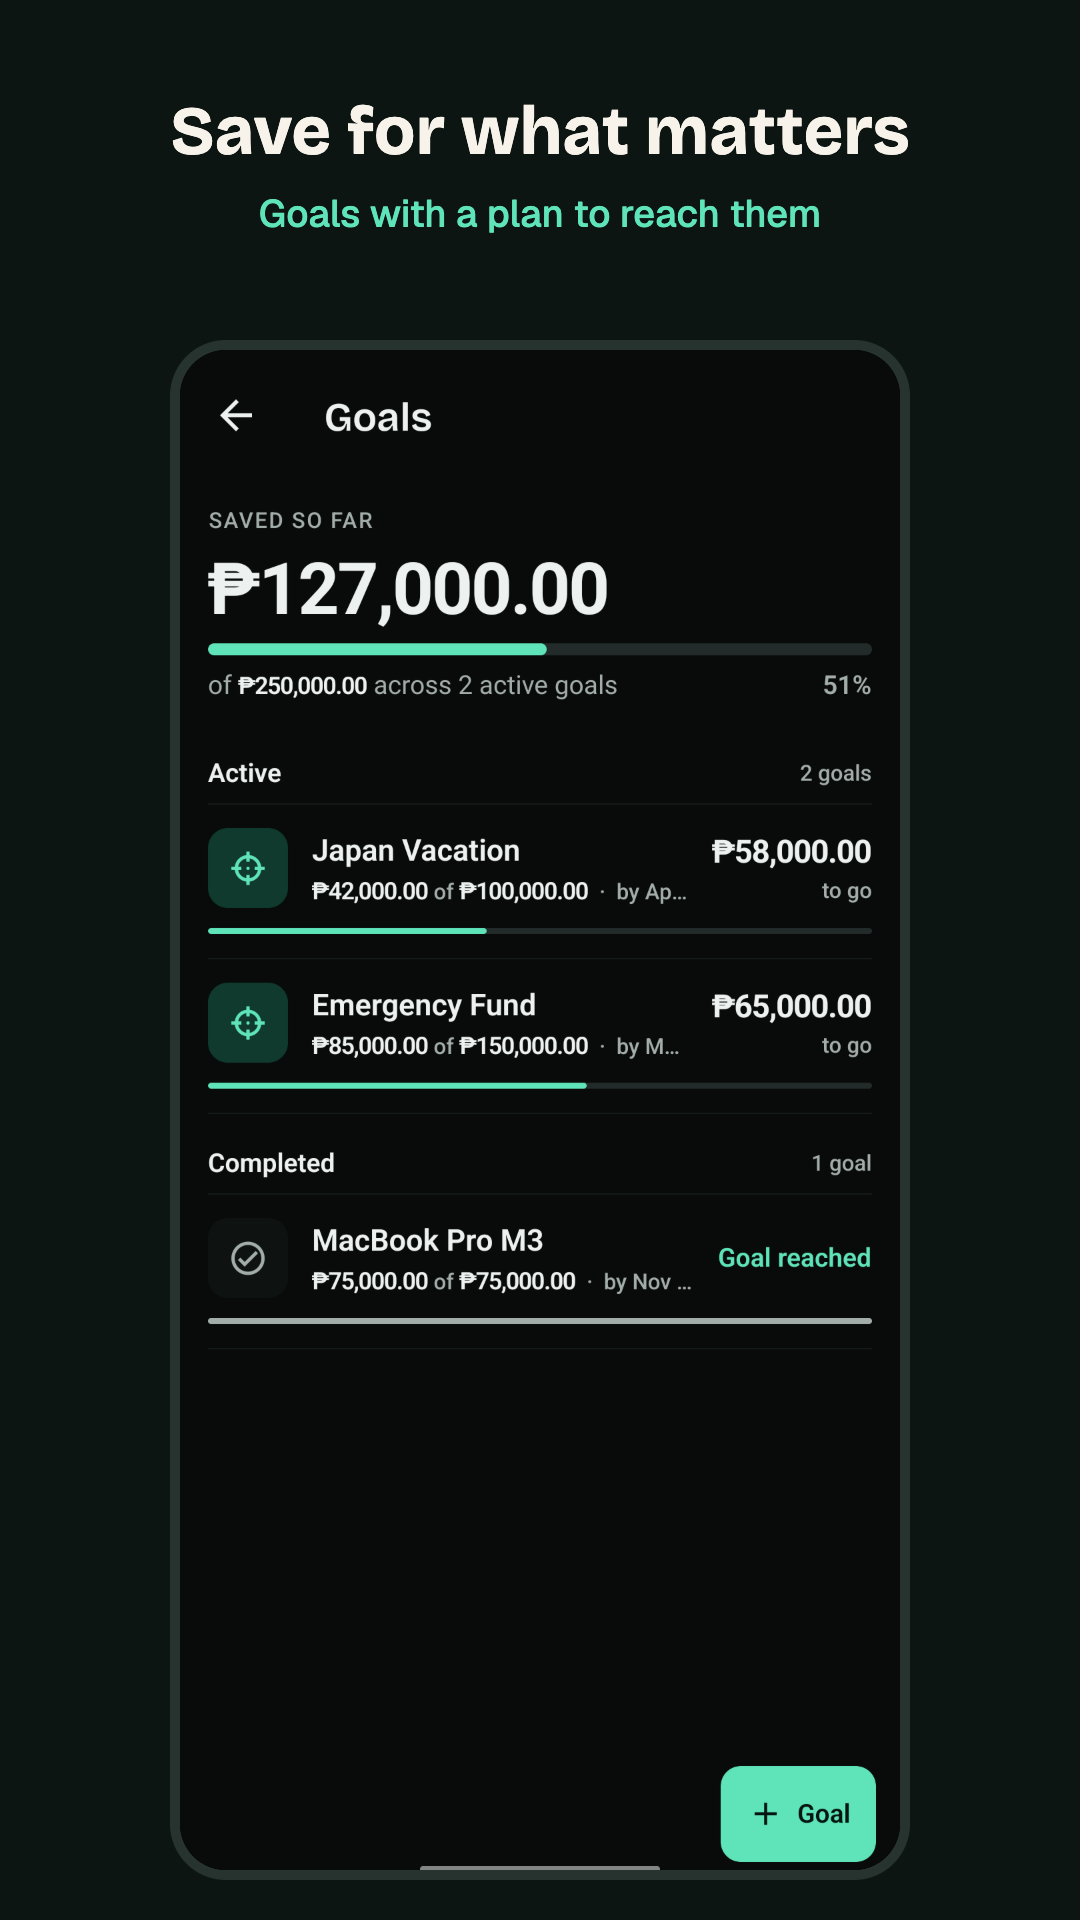 Save for what matters
Goals with a plan to reach them
Goals
SAVED SO FAR
₱127,000.00
of ₱250,000.00 across 2 active goals 51%
Active 2 goals
Japan Vacation ₱58,000.00
₱42,000.00 of ₱100,000.00 · by Ap... to go
Emergency Fund ₱65,000.00
₱85,000.00 of ₱150,000.00 · by M... to go
Completed 1 goal
MacBook Pro M3
Goal reached
₱75,000.00 of ₱75,000.00 · by Nov ...
+ Goal